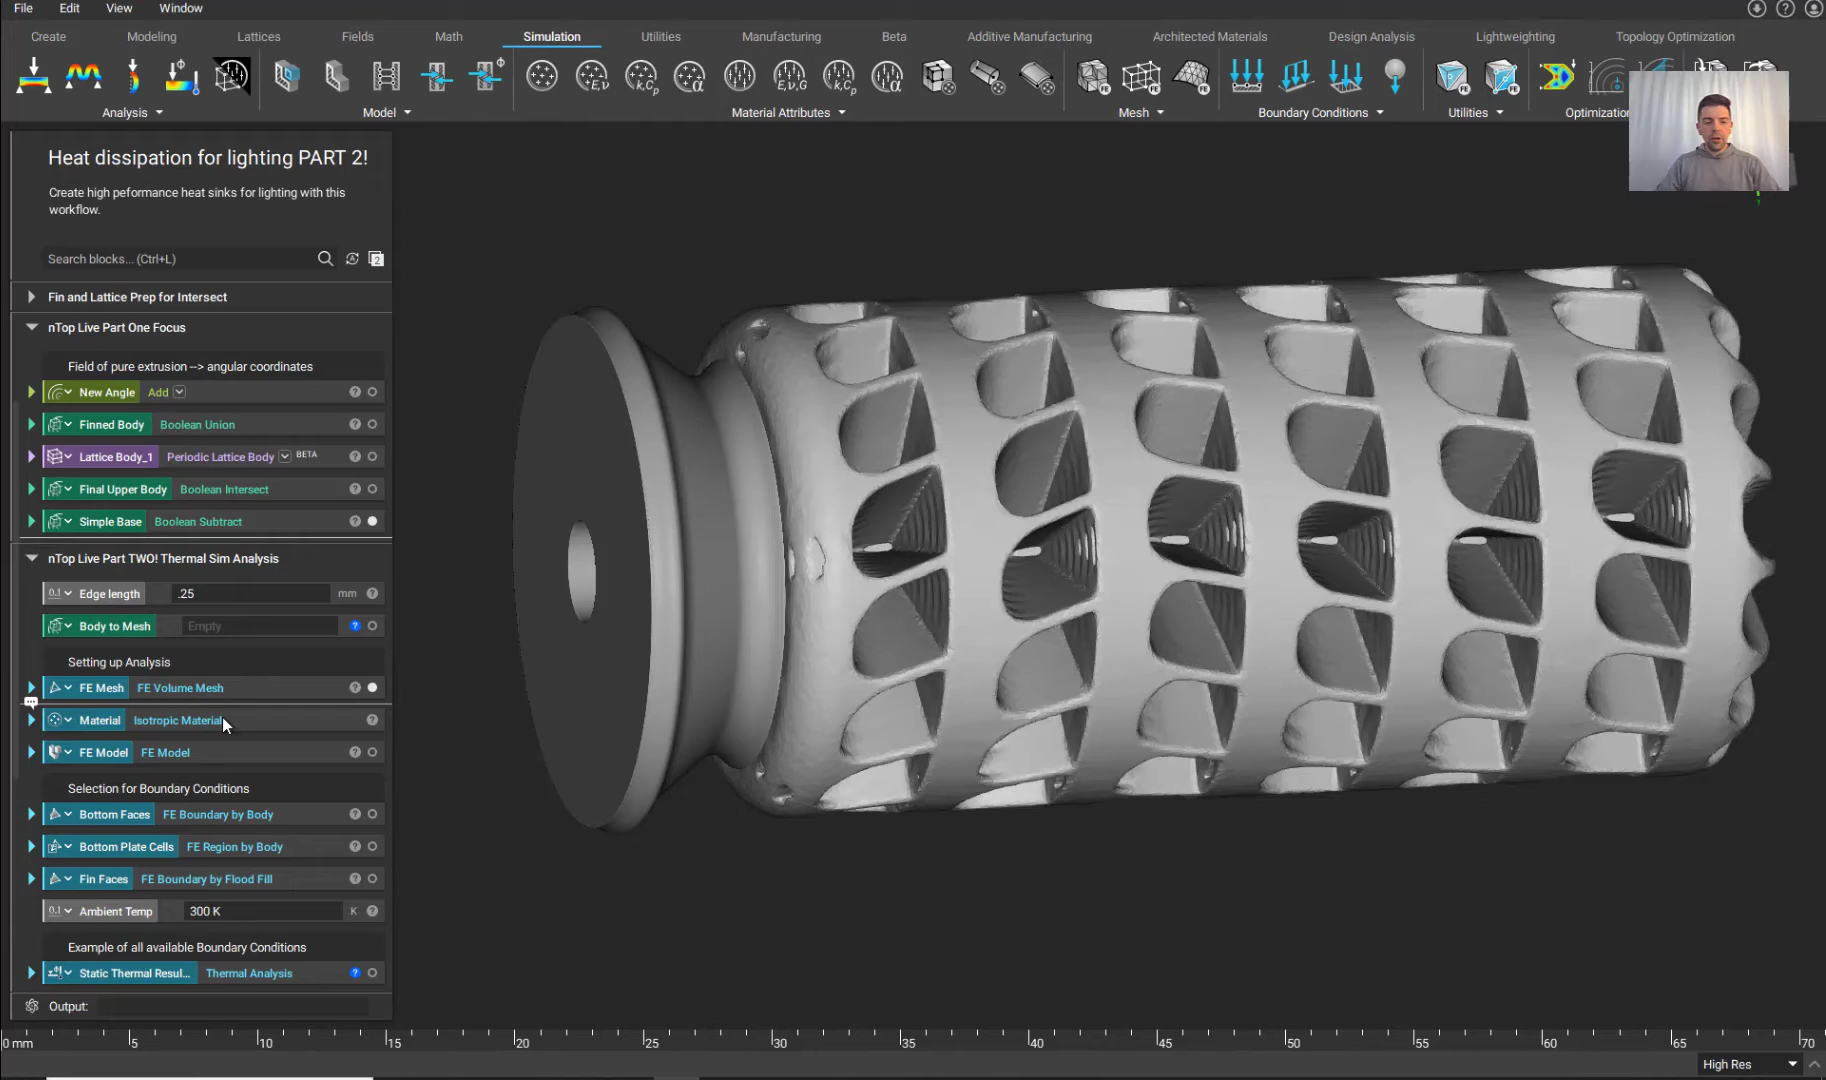 File Edit View Window
Create Modeling Lattices Fields Math Simulation Utilities Manufacturing Beta Additive Manufacturing Architected Materials Design Analysis Lightweighting Topology Optimization
Analysis Model Material Attributes Mesh Boundary Conditions Utilities Optimization
Heat dissipation for lighting PART 2!
Create high peformance heat sinks for lighting with this
workflow.
Search blocks... (Ctrl+L)
Fin and Lattice Prep for Intersect
nTop Live Part One Focus
Field of pure extrusion --> angular coordinates
New Angle Add
Finned Body Boolean Union
Lattice Body_1 Periodic Lattice Body BETA
Final Upper Body Boolean Intersect
Simple Base Boolean Subtract
nTop Live Part TWO! Thermal Sim Analysis
Edge length .25 mm
Body to Mesh Empty
Setting up Analysis
FE Mesh FE Volume Mesh
Material Isotropic Material
FE Model FE Model
Selection for Boundary Conditions
Bottom Faces FE Boundary by Body
Bottom Plate Cells FE Region by Body
Fin Faces FE Boundary by Flood Fill
Ambient Temp 300 K K
Example of all available Boundary Conditions
Static Thermal Resul... Thermal Analysis
Output:
0 mm 5 10 15 20 25 30 35 40 45 50 55 60 65 70
High Res